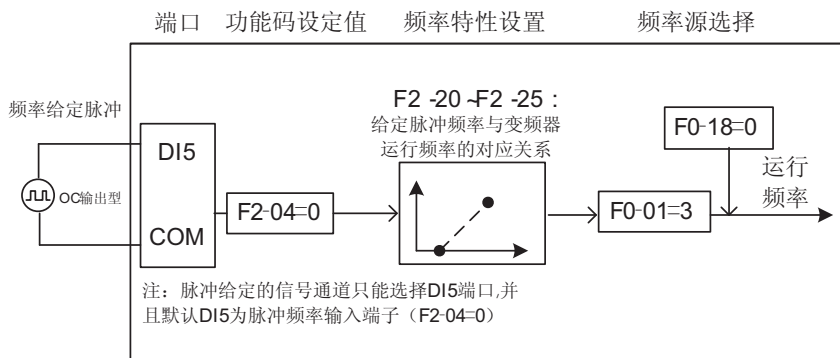 端口 功能码设定值 频率特性设置 频率源选择
频率给定脉冲
OC输出型
DI5
COM
F2-04=0
F2 -20 ~F2 -25：
给定脉冲频率与变频器
运行频率的对应关系
F0-18=0
F0-01=3
运行
频率
注：脉冲给定的信号通道只能选择DI5端口,并
且默认DI5为脉冲频率输入端子（F2-04=0）